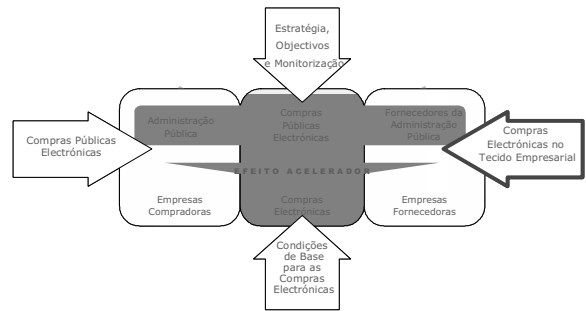 Estratégia,
Objectivos
e Monitorização
Administração
Pública
Compras
Públicas
Electrónicas
Fornecedores da
Administração
Pública
Compras Públicas
Electrónicas
Compras
Electrónicas no
Tecido Empresarial
EFEITO ACELERADOR
Empresas
Compradoras
Compras
Electrónicas
Empresas
Fornecedoras
Condições
de Base
para as
Compras
Electrónicas